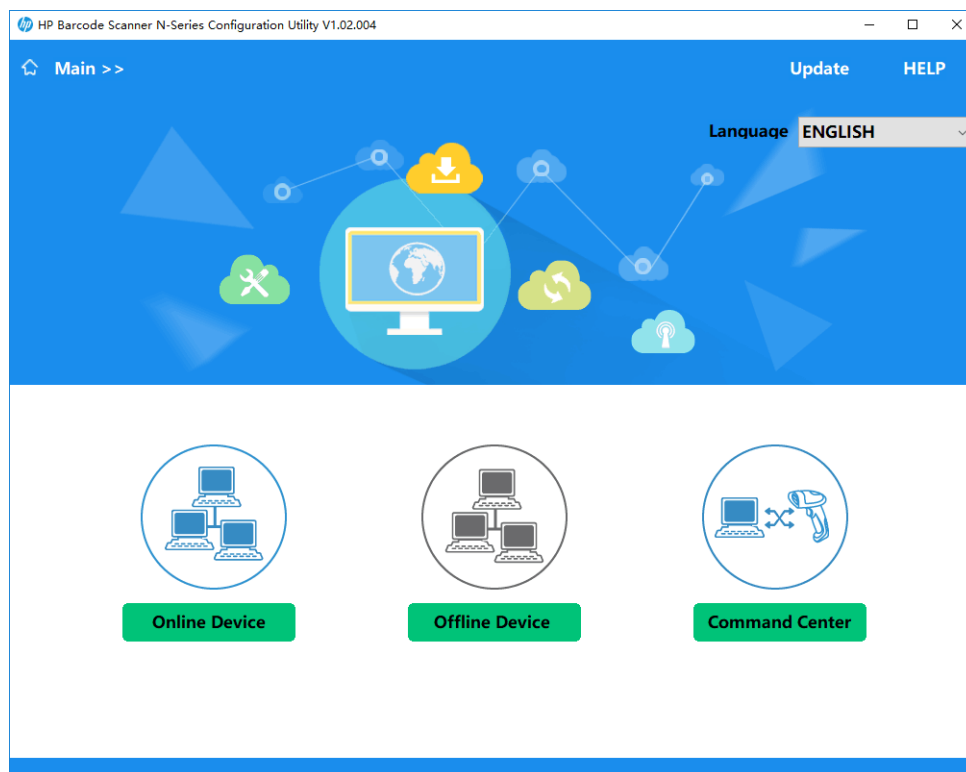 HP Barcode Scanner N-Series Configuration Utility V1.02.004
Main >>
Update
HELP
Language
ENGLISH
Online Device
Offline Device
Command Center